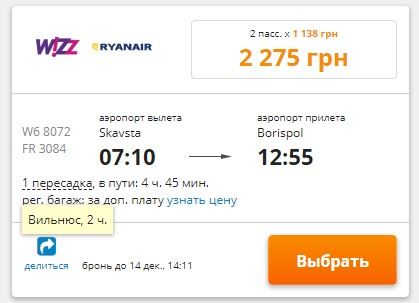 WIZZ RYANAIR
2 пасс. x 1 138 грн
2 275 грн
аэропорт вылета аэропорт прилета
W6 8072
FR 3084
Skavsta Borispol
07:10 12:55
1 пересадка, в пути: 4 ч. 45 мин.
рег. багаж: за доп. плату узнать цену
Вильнюс, 2 ч.
делиться бронь до 14 дек., 14:11
Выбрать